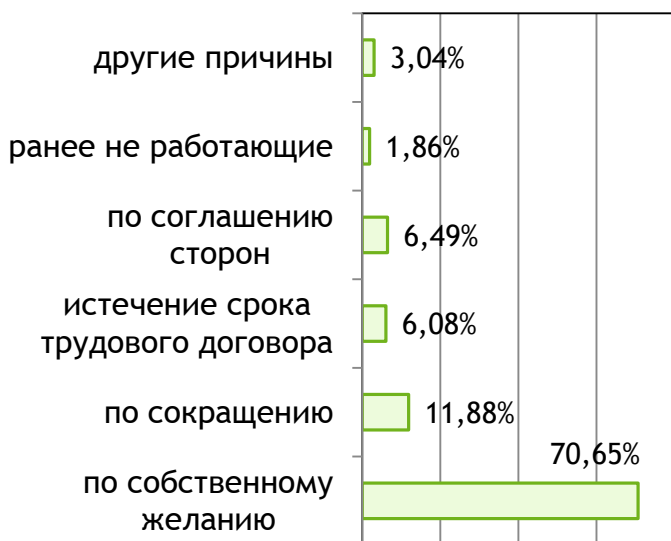 другие причины
3,04%
ранее не работающие
1,86%
по соглашению
сторон
6,49%
истечение срока
трудового договора
6,08%
по сокращению
11,88%
70,65%
по собственному
желанию